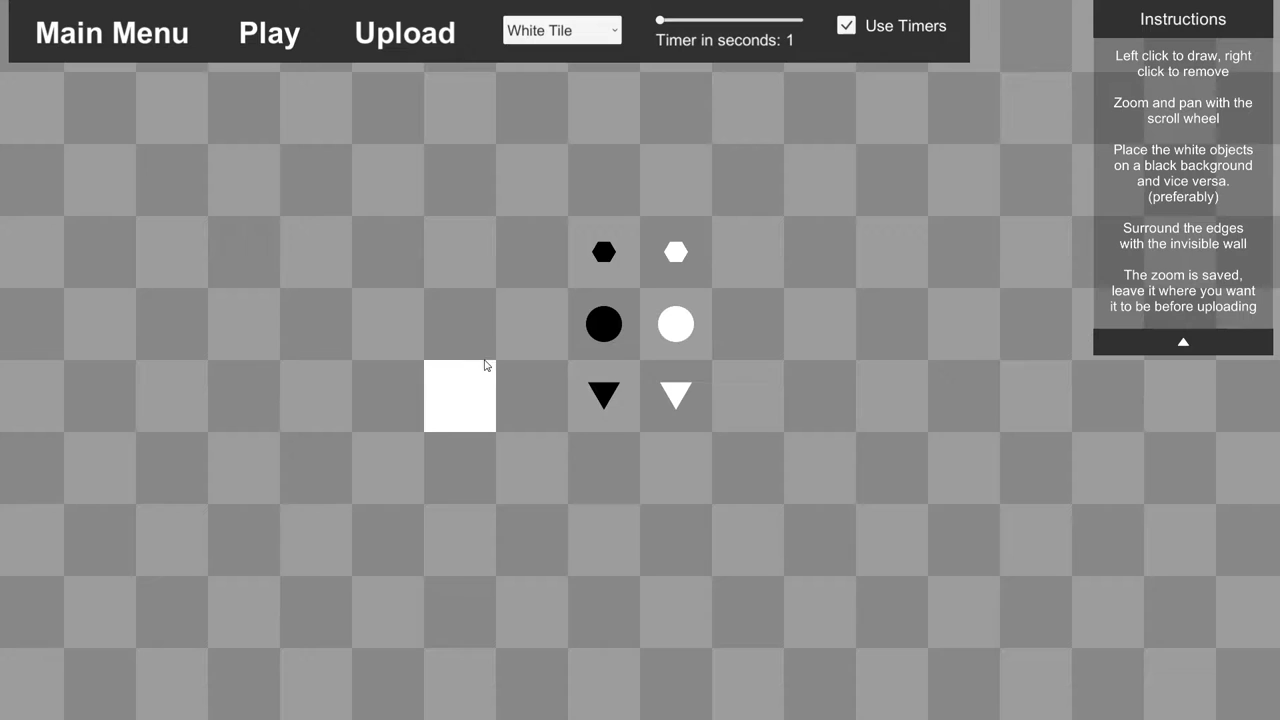 Main Menu Play Upload White Tile Timer in seconds: 1 Use Timers
Instructions
Left click to draw, right
click to remove
Zoom and pan with the
scroll wheel
Place the white objects
on a black background
and vice versa.
(preferably)
Surround the edges
with the invisible wall
The zoom is saved,
leave it where you want
it to be before uploading